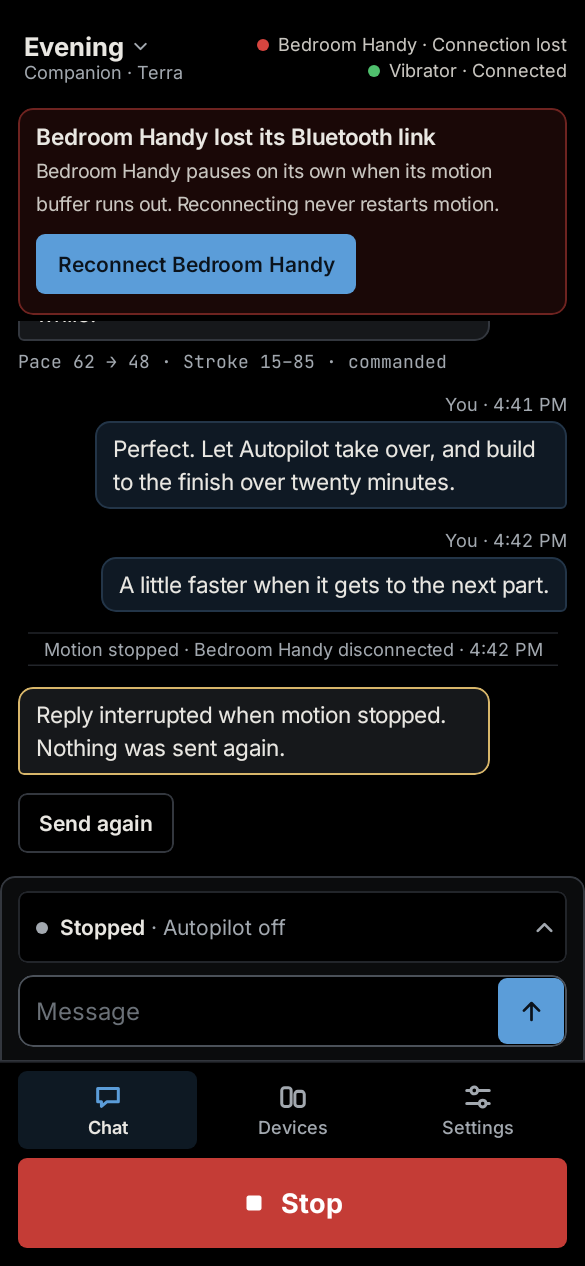 Evening
Companion · Terra
Bedroom Handy · Connection lost
Vibrator · Connected
Bedroom Handy lost its Bluetooth link
Bedroom Handy pauses on its own when its motion
buffer runs out. Reconnecting never restarts motion.
Reconnect Bedroom Handy
Pace 62 → 48 · Stroke 15–85 · commanded
You · 4:41 PM
Perfect. Let Autopilot take over, and build
to the finish over twenty minutes.
You · 4:42 PM
A little faster when it gets to the next part.
Motion stopped · Bedroom Handy disconnected · 4:42 PM
Reply interrupted when motion stopped.
Nothing was sent again.
Send again
Stopped · Autopilot off
Message
Chat
Devices
Settings
Stop